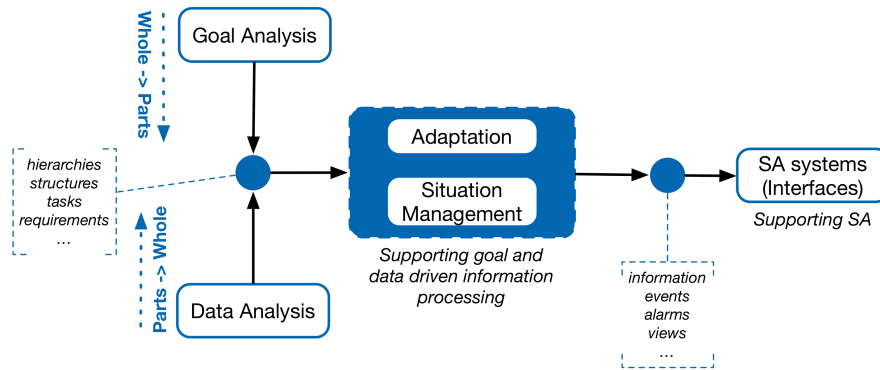 Whole -> Parts
Goal Analysis
hierarchies
structures
tasks
requirements
...
Parts -> Whole
Data Analysis
Adaptation
Situation
Management
Supporting goal and
data driven information
processing
SA systems
(Interfaces)
Supporting SA
information
events
alarms
views
...